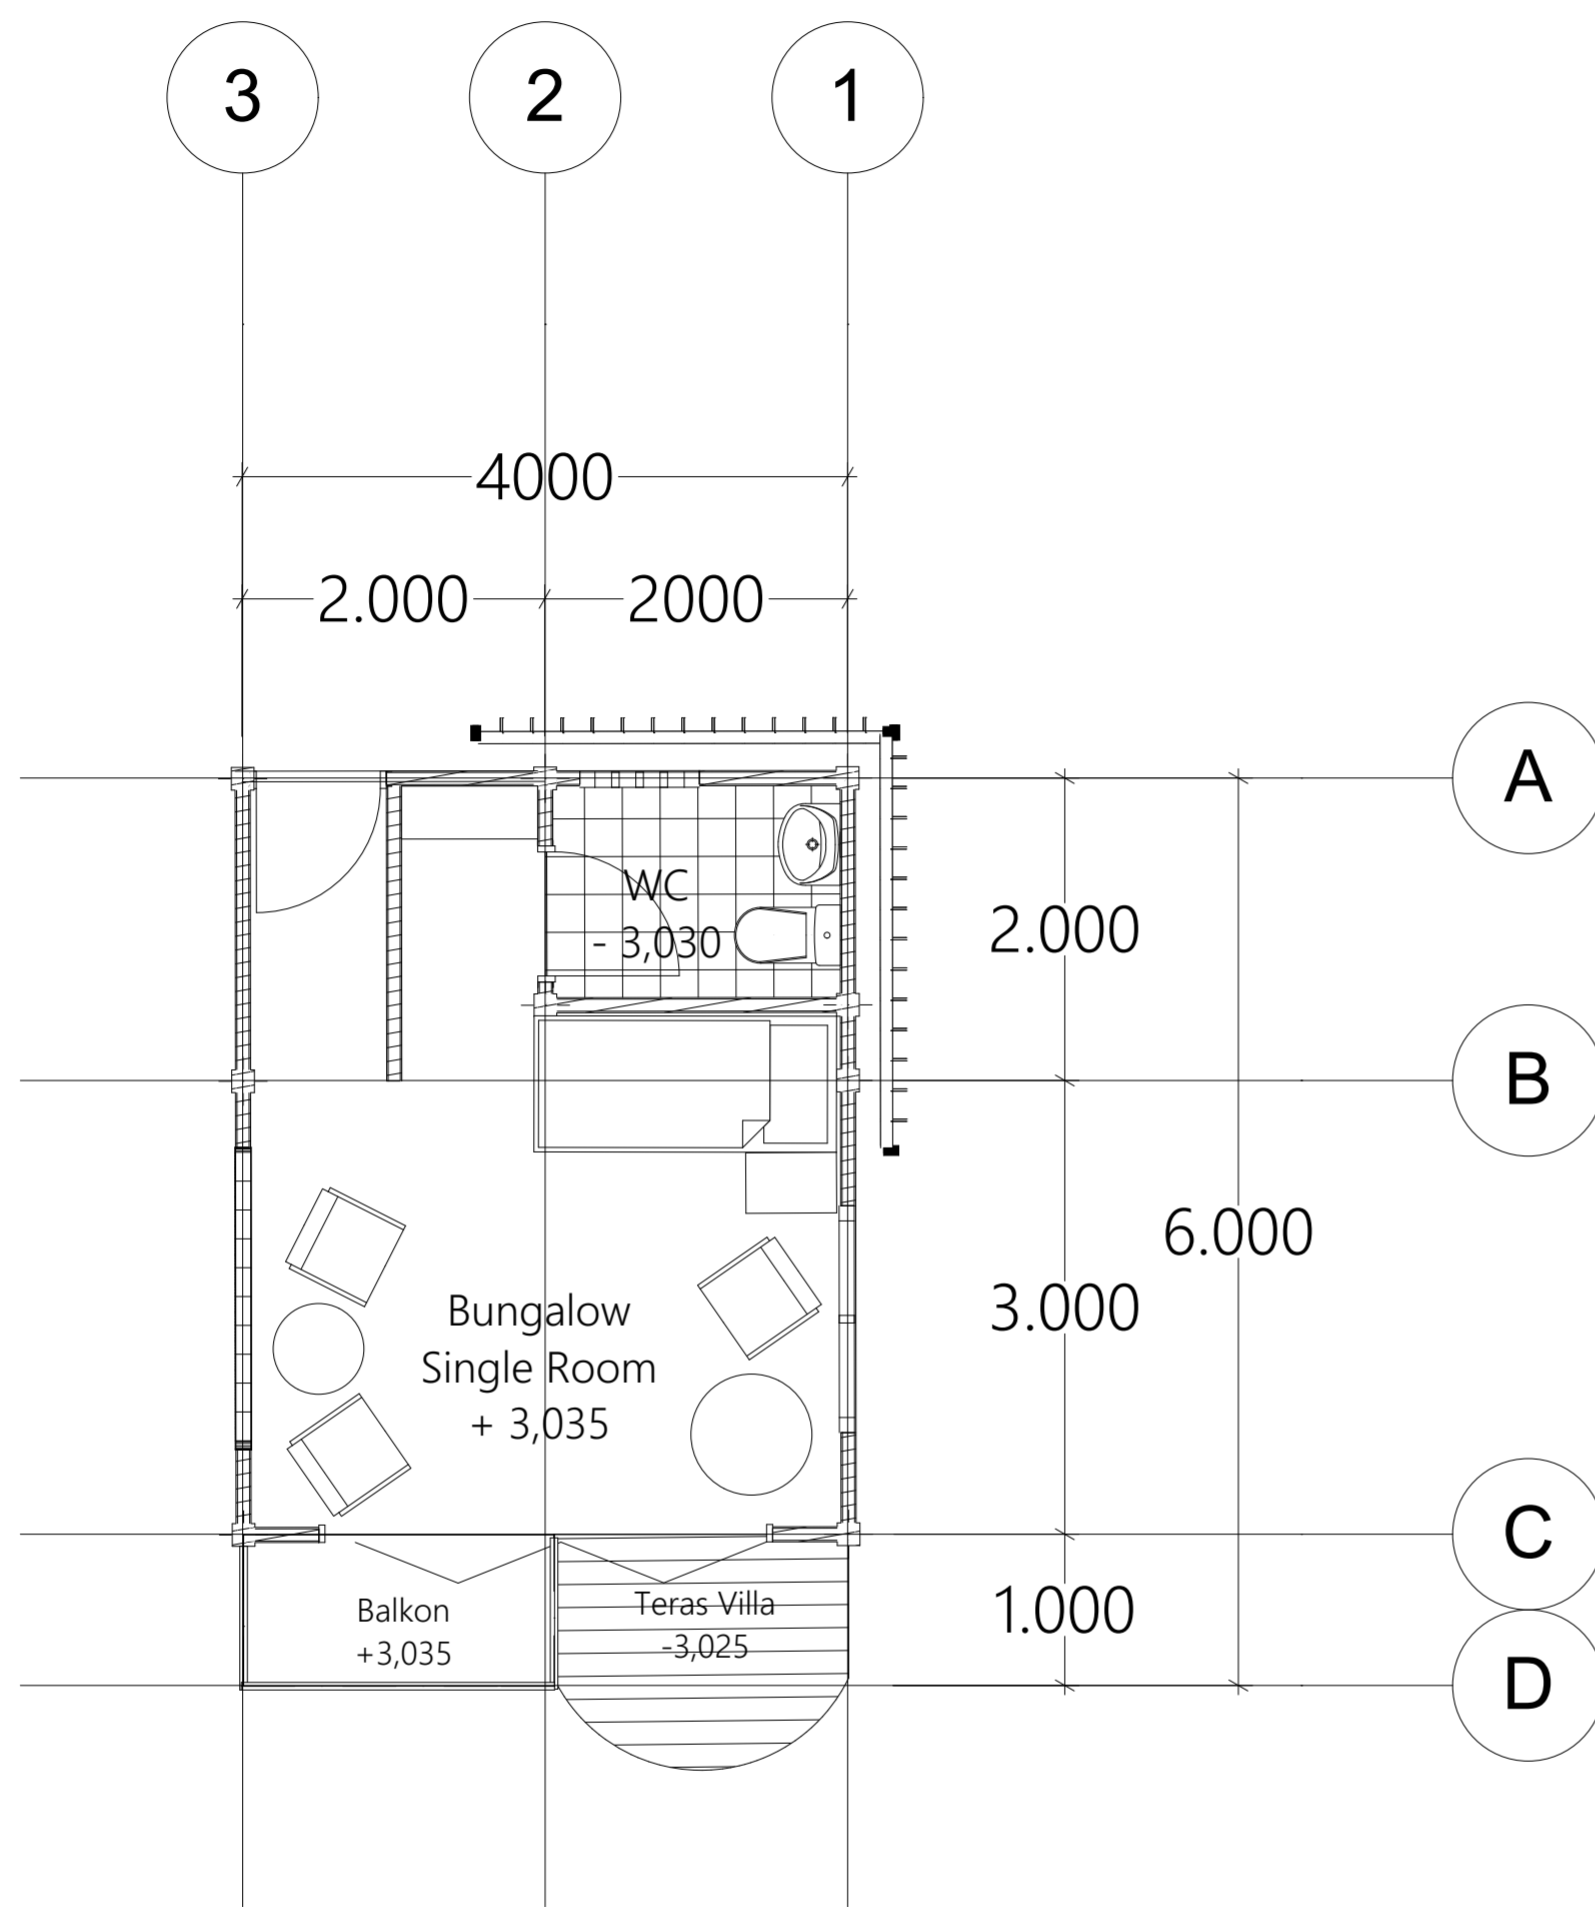 3 2 1
4000
2.000 2000
A
WC
- 3,030
2.000
B
6.000
3.000
Bungalow
Single Room
+ 3,035
C
Balkon
+3,035
Teras Villa
-3,025
1.000
D